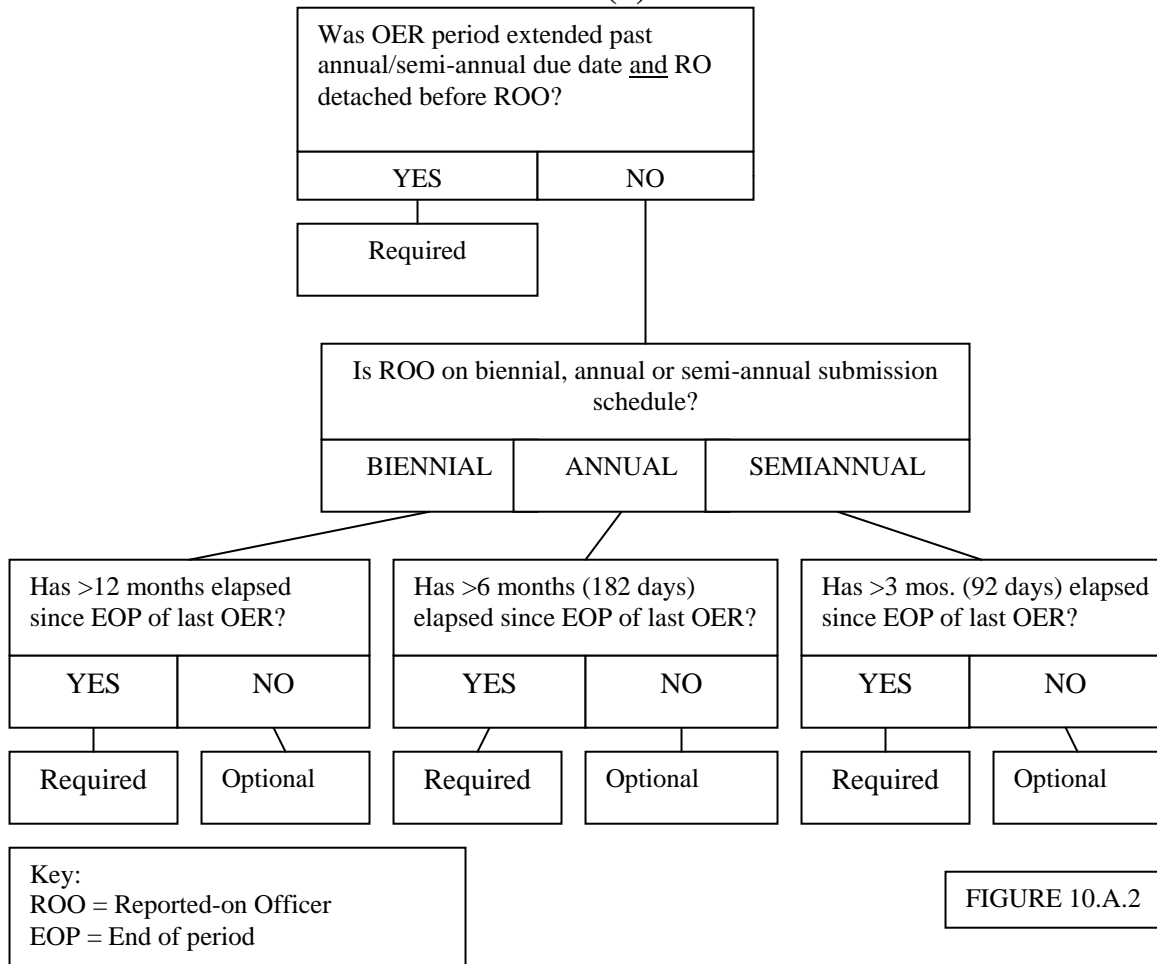 Was OER period extended past
annual/semi-annual due date and RO
detached before ROO?
YES
NO
Required
Is ROO on biennial, annual or semi-annual submission
schedule?
BIENNIAL
ANNUAL
SEMIANNUAL
Has >12 months elapsed
since EOP of last OER?
YES
NO
Required
Optional
Has >6 months (182 days)
elapsed since EOP of last OER?
YES
NO
Required
Optional
Has >3 mos. (92 days) elapsed
since EOP of last OER?
YES
NO
Required
Optional
Key:
ROO = Reported-on Officer
EOP = End of period
FIGURE 10.A.2